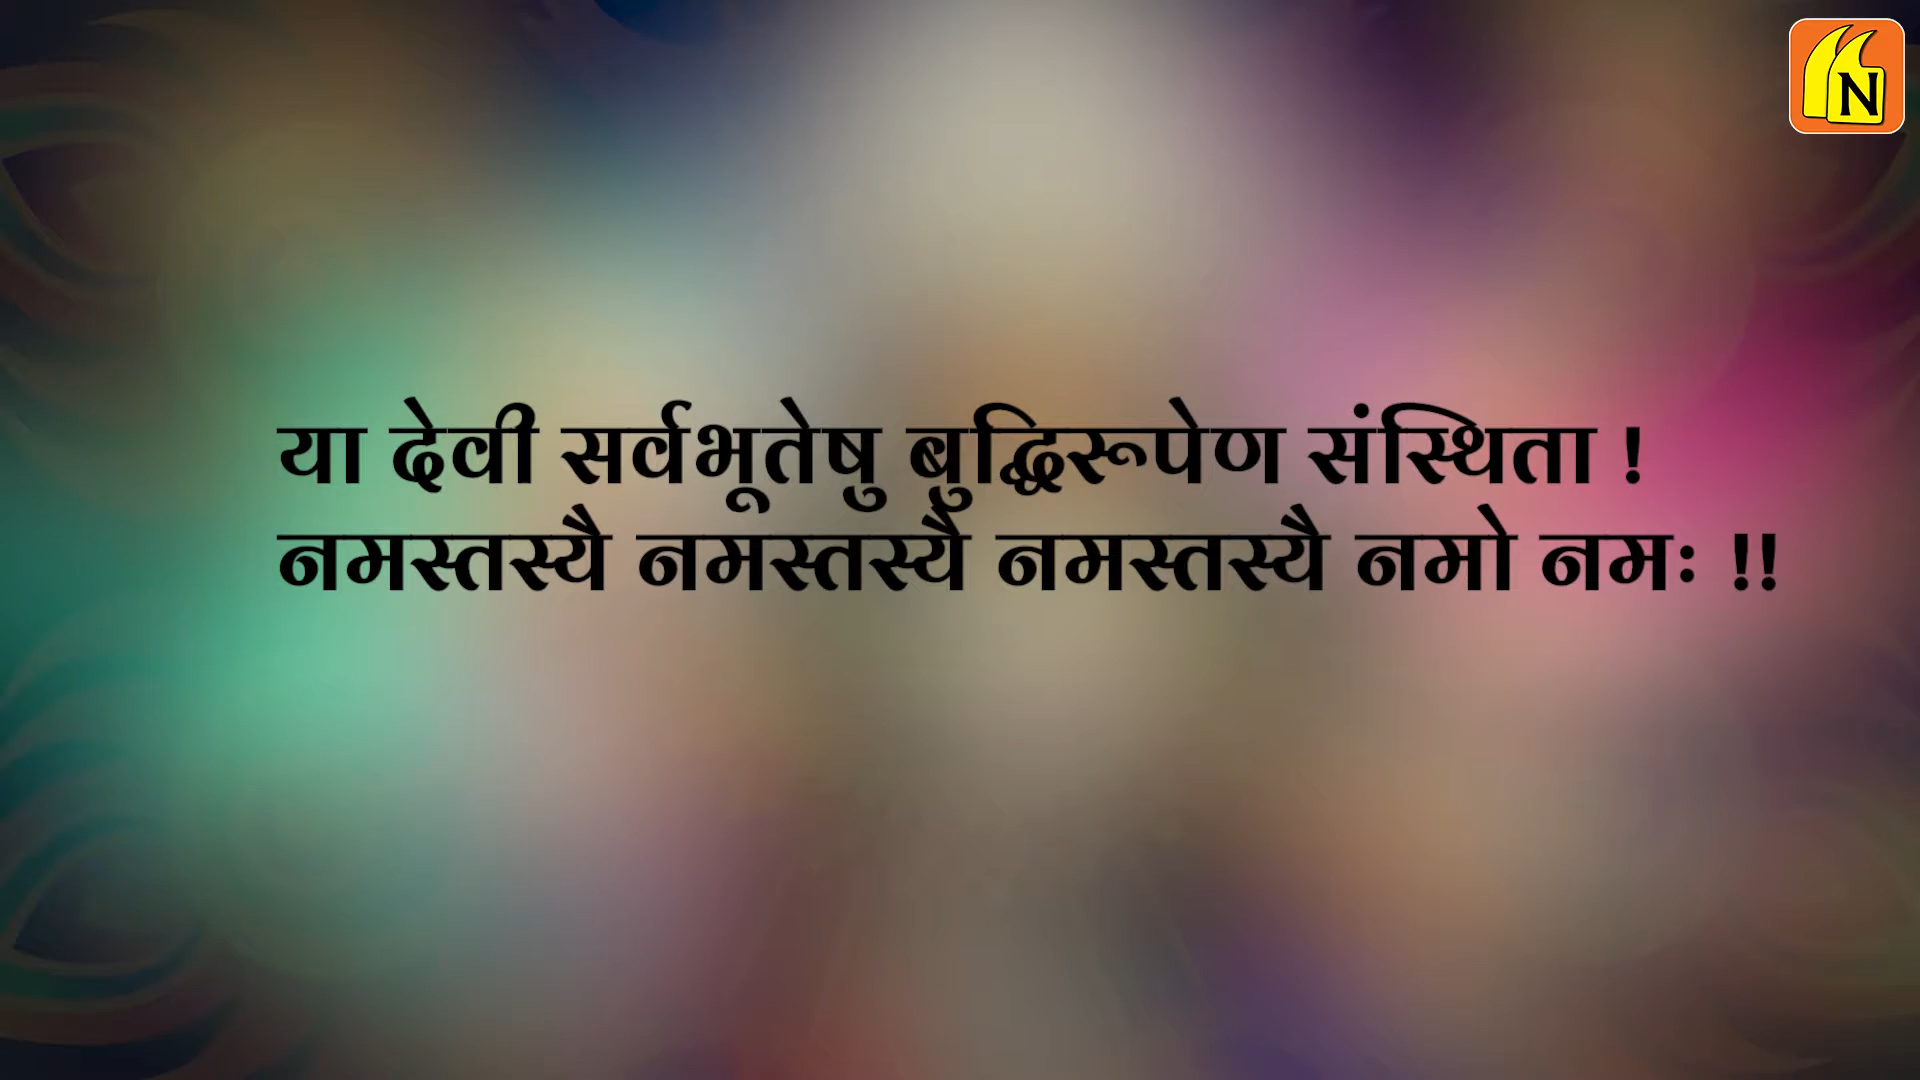 या देवी सर्वभूतेषु बुद्धिरूपेण संस्थिता !
नमस्तस्यै नमस्तस्यै नमस्तस्यै नमो नमः !!
N